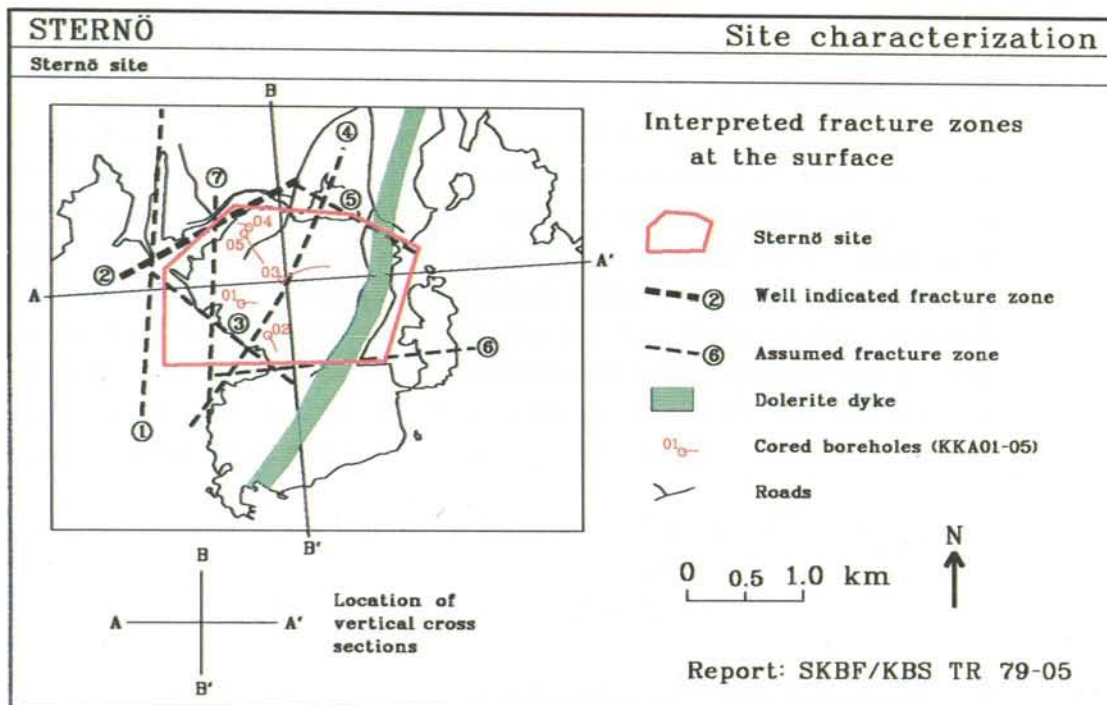 STERNÖ
Site characterization
Sternö site
B
④
⑦
⑤
04
05
②
03
A'
A
01
③
02
⑥
①
B'
Interpreted fracture zones
at the surface
Sternö site
② Well indicated fracture zone
⑥ Assumed fracture zone
Dolerite dyke
01 Cored boreholes (KKA01-05)
Roads
N
0 0.5 1.0 km
B
A A'
B'
Location of
vertical cross
sections
Report: SKBF/KBS TR 79-05